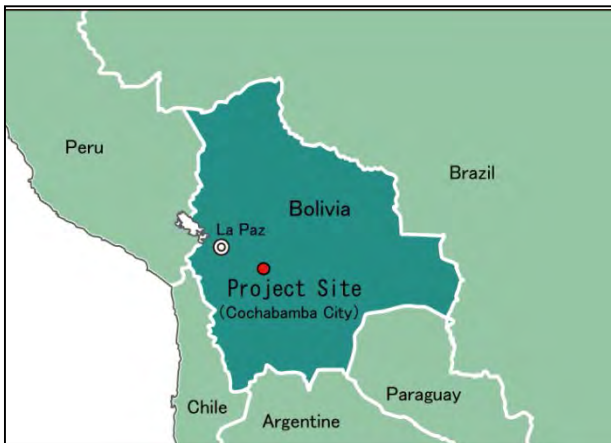 Peru
Brazil
Bolivia
La Paz
Project Site
(Cochabamba City)
Paraguay
Chile
Argentine